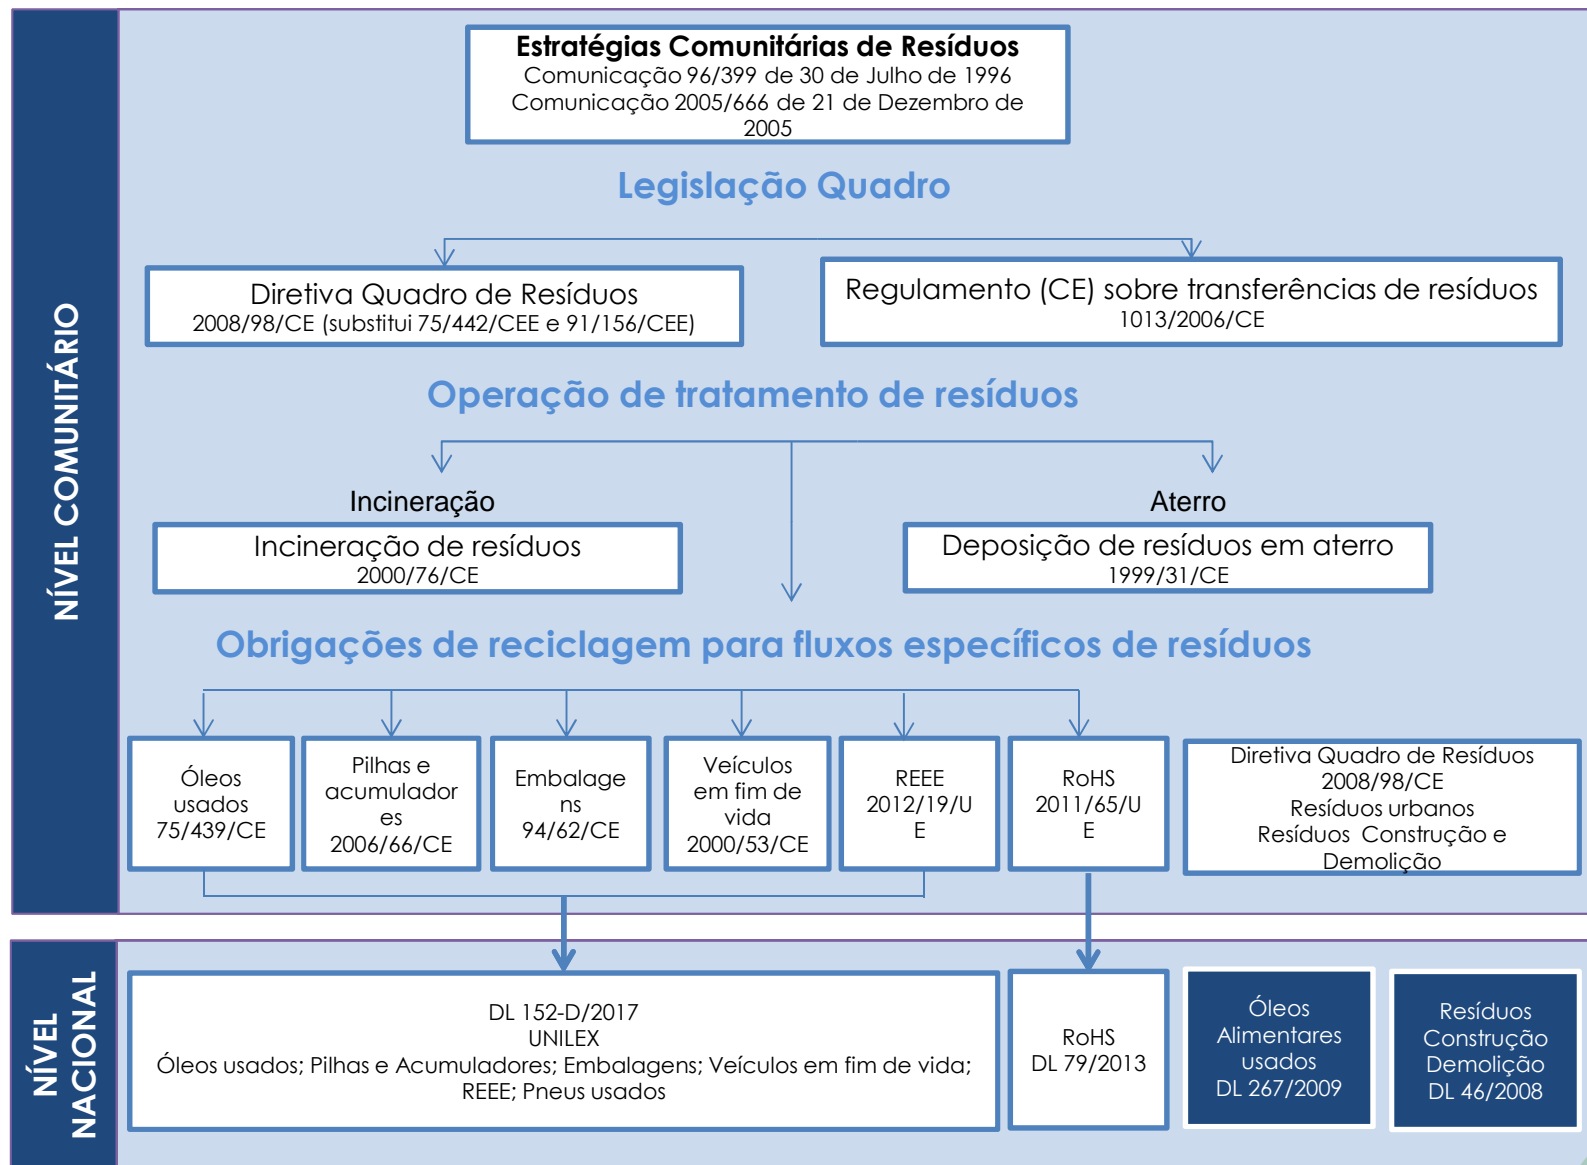 Estratégias Comunitárias de Resíduos
Comunicação 96/399 de 30 de Julho de 1996
Comunicação 2005/666 de 21 de Dezembro de
2005
Legislação Quadro
Diretiva Quadro de Resíduos
2008/98/CE (substitui 75/442/CEE e 91/156/CEE)
Regulamento (CE) sobre transferências de resíduos
1013/2006/CE
NÍVEL COMUNITÁRIO
Operação de tratamento de resíduos
Incineração
Incineração de resíduos
2000/76/CE
Aterro
Deposição de resíduos em aterro
1999/31/CE
Obrigações de reciclagem para fluxos específicos de resíduos
Óleos
usados
75/439/CE
Pilhas e
acumulador
es
2006/66/CE
Embalage
ns
94/62/CE
Veículos
em fim de
vida
2000/53/CE
REEE
2012/19/U
E
RoHS
2011/65/U
E
Diretiva Quadro de Resíduos
2008/98/CE
Resíduos urbanos
Resíduos Construção e
Demolição
NÍVEL
NACIONAL
DL 152-D/2017
UNILEX
Óleos usados; Pilhas e Acumuladores; Embalagens; Veículos em fim de vida;
REEE; Pneus usados
RoHS
DL 79/2013
Óleos
Alimentares
usados
DL 267/2009
Resíduos
Construção
Demolição
DL 46/2008